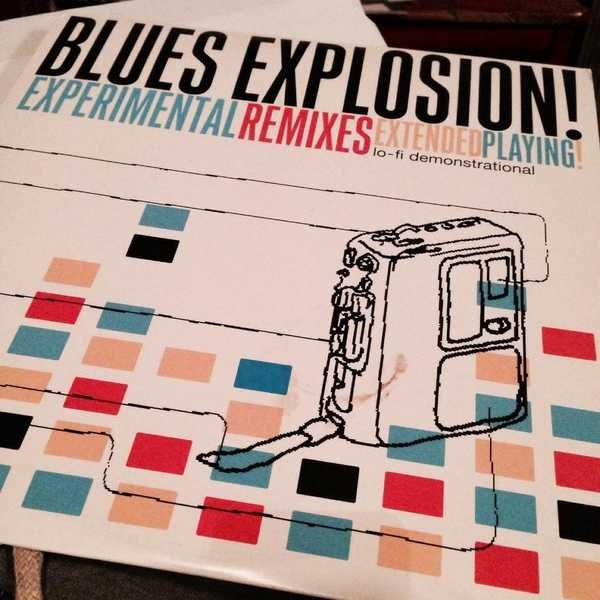 BLUES EXPLOSION!
EXPERIMENTAL REMIXES EXTENDED PLAYING!
lo-fi demonstrational